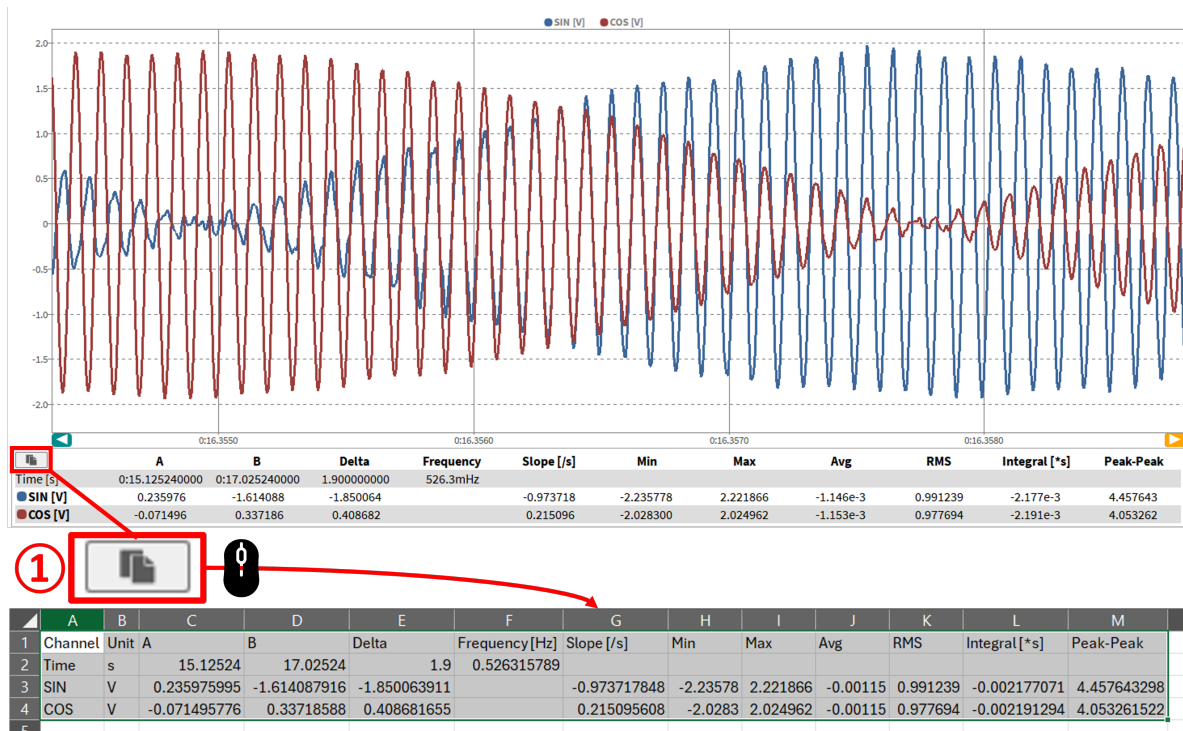 SIN [V] COS [V]
2.0
1.5
1.0
0.5
0
-0.5
-1.0
-1.5
-2.0
0:16.3550 0:16.3560 0:16.3570 0:16.3580
A B Delta Frequency Slope [/s] Min Max Avg RMS Integral [*s] Peak-Peak
Time [s] 0:15.125240000 0:17.025240000 1.900000000 526.3mHz
SIN [V] 0.235976 -1.614088 -1.850064 -0.973718 -2.235778 2.221866 -1.146e-3 0.991239 -2.177e-3 4.457643
COS [V] -0.071496 0.337186 0.408682 0.215096 -2.028300 2.024962 -1.153e-3 0.977694 -2.191e-3 4.053262
1
A B C D E F G H I J K L M
1 Channel Unit A B Delta Frequency [Hz] Slope [/s] Min Max Avg RMS Integral [*s] Peak-Peak
2 Time s 15.12524 17.02524 1.9 0.526315789
3 SIN V 0.235975995 -1.614087916 -1.850063911 -0.973717848 -2.23578 2.221866 -0.00115 0.991239 -0.002177071 4.457643298
4 COS V -0.071495776 0.33718588 0.408681655 0.215095608 -2.0283 2.024962 -0.00115 0.977694 -0.002191294 4.053261522